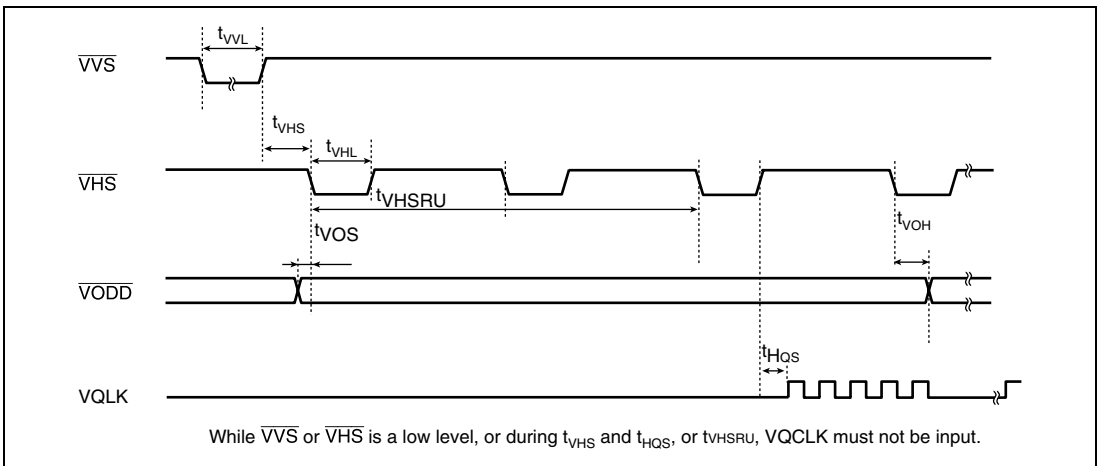 tVVL
VVS
tVHS
tVHL
VHS
tVHSRU
tVOS
tVOH
VODD
tHQS
VQLK
While VVS or VHS is a low level, or during tVHS and tHQS, or tVHSRU, VQCLK must not be input.